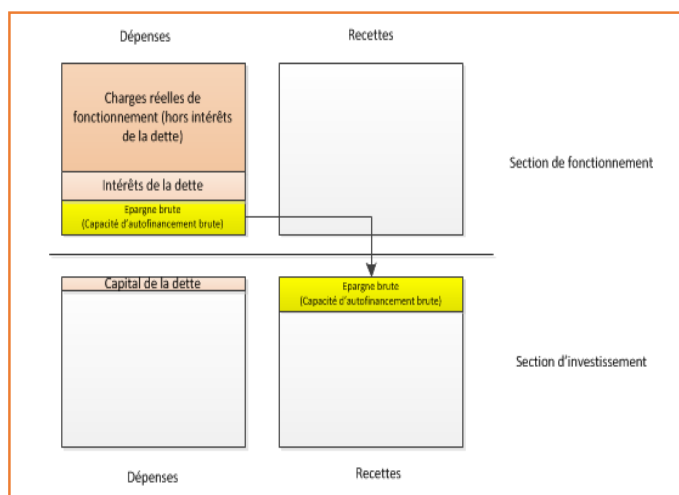 Dépenses
Recettes
Charges réelles de
fonctionnement (hors intérêts
de la dette)
Intérêts de la dette
Epargne brute
(Capacité d'autofinancement brute)
Section de fonctionnement
Capital de la dette
Epargne brute
(Capacité d'autofinancement brute)
Section d'investissement
Dépenses
Recettes